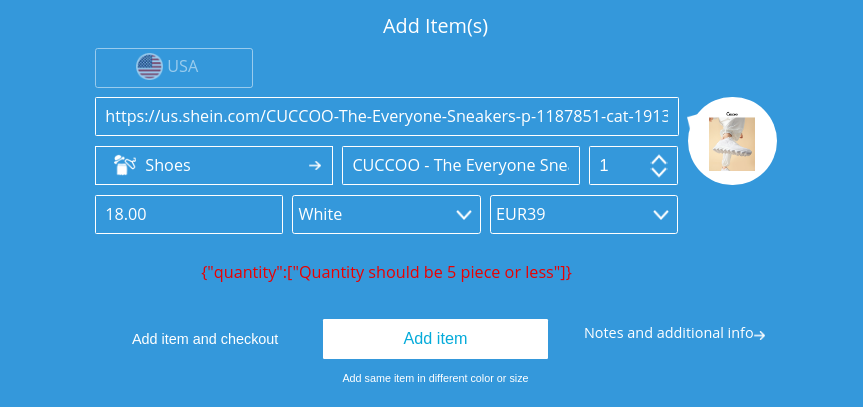 Add Item(s)
USA
https://us.shein.com/CUCCOO-The-Everyone-Sneakers-p-1187851-cat-1913
Shoes
CUCCOO - The Everyone Snea
1
18.00
White
EUR39
{"quantity":["Quantity should be 5 piece or less"]}
Add item and checkout
Add item
Notes and additional info
Add same item in different color or size